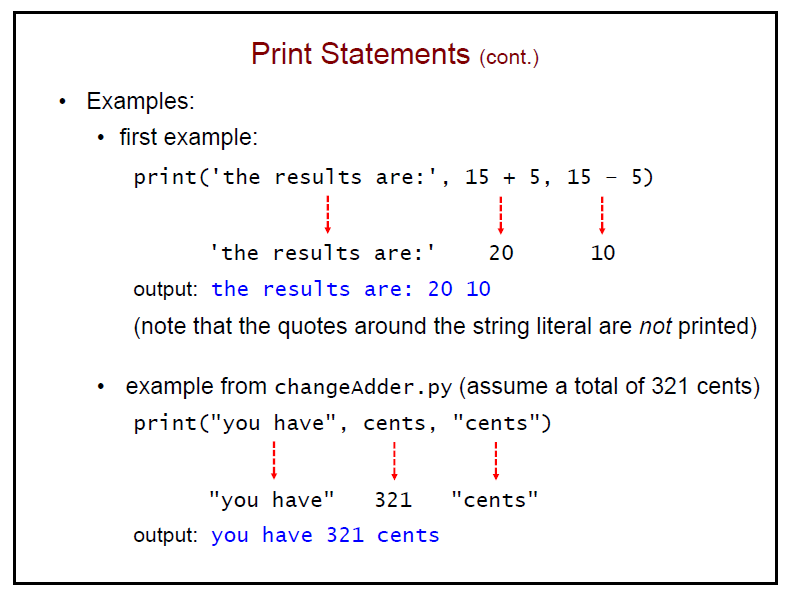 Print Statements (cont.)
• Examples:
• first example:
print('the results are:', 15 + 5, 15 – 5)
'the results are:' 20 10
output: the results are: 20 10
(note that the quotes around the string literal are not printed)
• example from changeAdder.py (assume a total of 321 cents)
print("you have", cents, "cents")
"you have" 321 "cents"
output: you have 321 cents